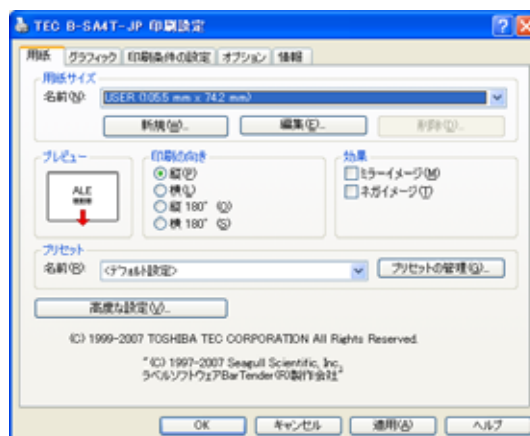 TEC B-SA4T-JP 印刷設定
用紙 グラフィック 印刷条件の設定 オプション 情報
用紙サイズ
名前(N): USER (105.5 mm x 74.2 mm)
新規(W)... 編集(E)... 削除(D)...
プレビュー 印刷の向き 効果
ALE
縦(P) ミラーイメージ(M)
横(L) ネガイメージ(T)
縦 180° (O)
横 180° (S)
プリセット
名前(R): <デフォルト設定> プリセットの管理(G)...
高度な設定(V)...
(C) 1999-2007 TOSHIBA TEC CORPORATION All Rights Reserved.
"(C) 1997-2007 Seagull Scientific, Inc.
ラベルソフトウェアBarTender(R)製作会社"
OK キャンセル 適用(A) ヘルプ